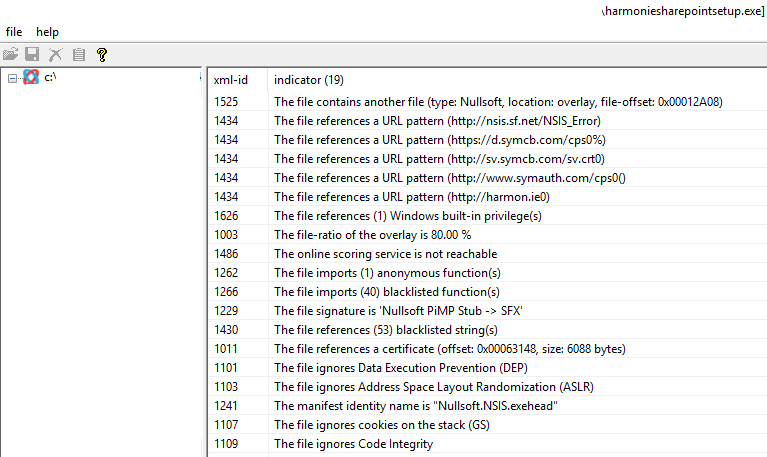 \harmoniesharepointsetup.exe]
file help
c:\
xml-id indicator (19)
1525 The file contains another file (type: Nullsoft, location: overlay, file-offset: 0x00012A08)
1434 The file references a URL pattern (http://nsis.sf.net/NSIS_Error)
1434 The file references a URL pattern (https://d.symcb.com/cps0%)
1434 The file references a URL pattern (http://sv.symcb.com/sv.crt0)
1434 The file references a URL pattern (http://www.symauth.com/cps0()
1434 The file references a URL pattern (http://harmon.ie0)
1626 The file references (1) Windows built-in privilege(s)
1003 The file-ratio of the overlay is 80.00 %
1486 The online scoring service is not reachable
1262 The file imports (1) anonymous function(s)
1266 The file imports (40) blacklisted function(s)
1229 The file signature is 'Nullsoft PiMP Stub -> SFX'
1430 The file references (53) blacklisted string(s)
1011 The file references a certificate (offset: 0x00063148, size: 6088 bytes)
1101 The file ignores Data Execution Prevention (DEP)
1103 The file ignores Address Space Layout Randomization (ASLR)
1241 The manifest identity name is "Nullsoft.NSIS.exehead"
1107 The file ignores cookies on the stack (GS)
1109 The file ignores Code Integrity